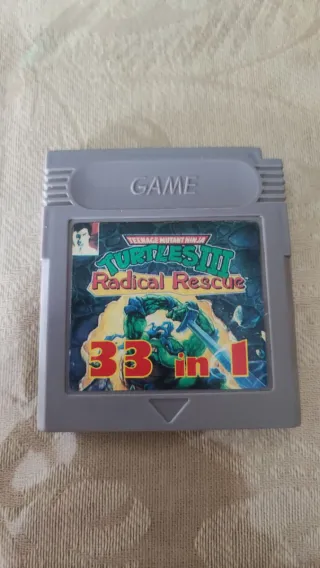 GAME
TEENAGE MUTANT NINJA
TURTLES III
Radical Rescue
33 in 1